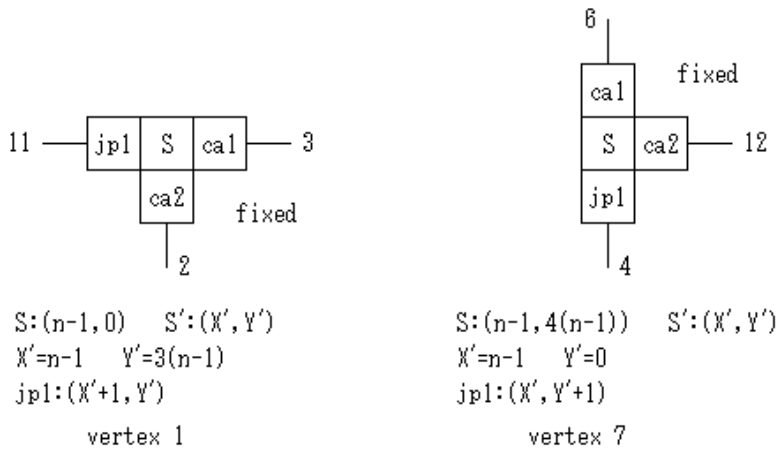 6
ca1
fixed
S
ca2
12
jp1
4
11
jp1
S
ca1
3
ca2
fixed
2
S:(n-1,0) S′:(X′,Y′)
X′=n-1 Y′=3(n-1)
jp1:(X′+1,Y′)
vertex 1
S:(n-1,4(n-1)) S′:(X′,Y′)
X′=n-1 Y′=0
jp1:(X′,Y′+1)
vertex 7